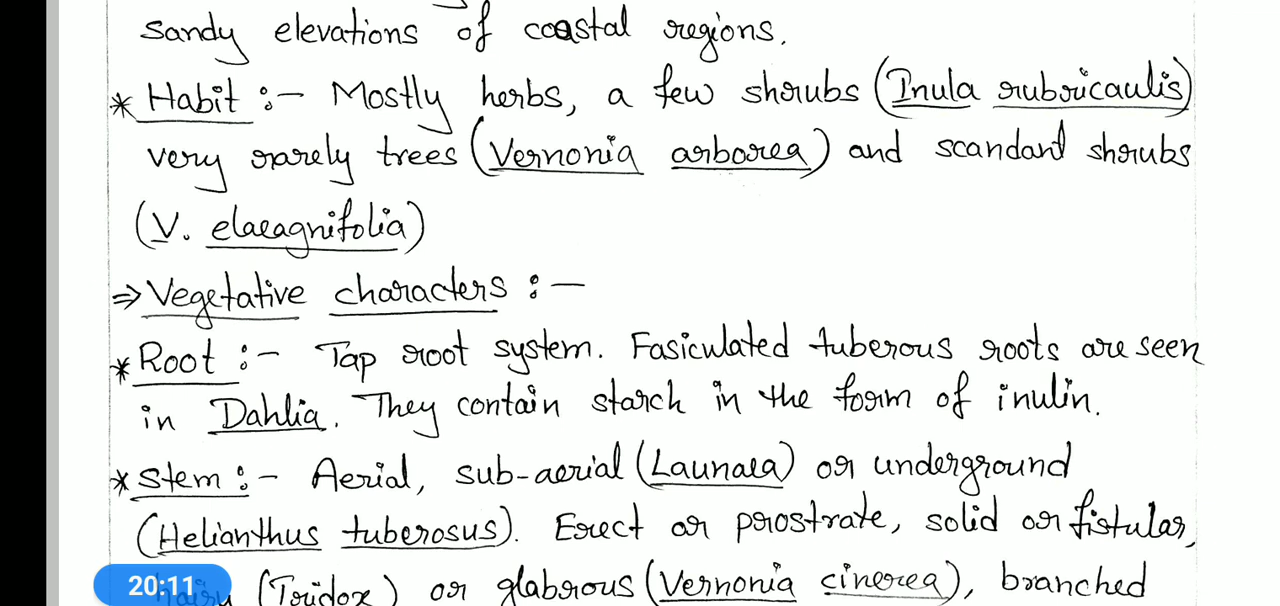 sandy elevations of coastal regions.
* Habit :- Mostly herbs, a few shrubs (Inula rubricaulis)
very rarely trees (Vernonia arborea) and scandant shrubs
(V. elaeagnifolia)
⇒ Vegetative characters :-
* Root :- Tap root system. Fasiculated tuberous roots are seen
in Dahlia. They contain starch in the form of inulin.
* Stem :- Aerial, sub-aerial (Launaea) or underground
(Helianthus tuberosus). Erect or prostrate, solid or fistular,
20:11 (Tridax) or glabrous (Vernonia cinerea), branched